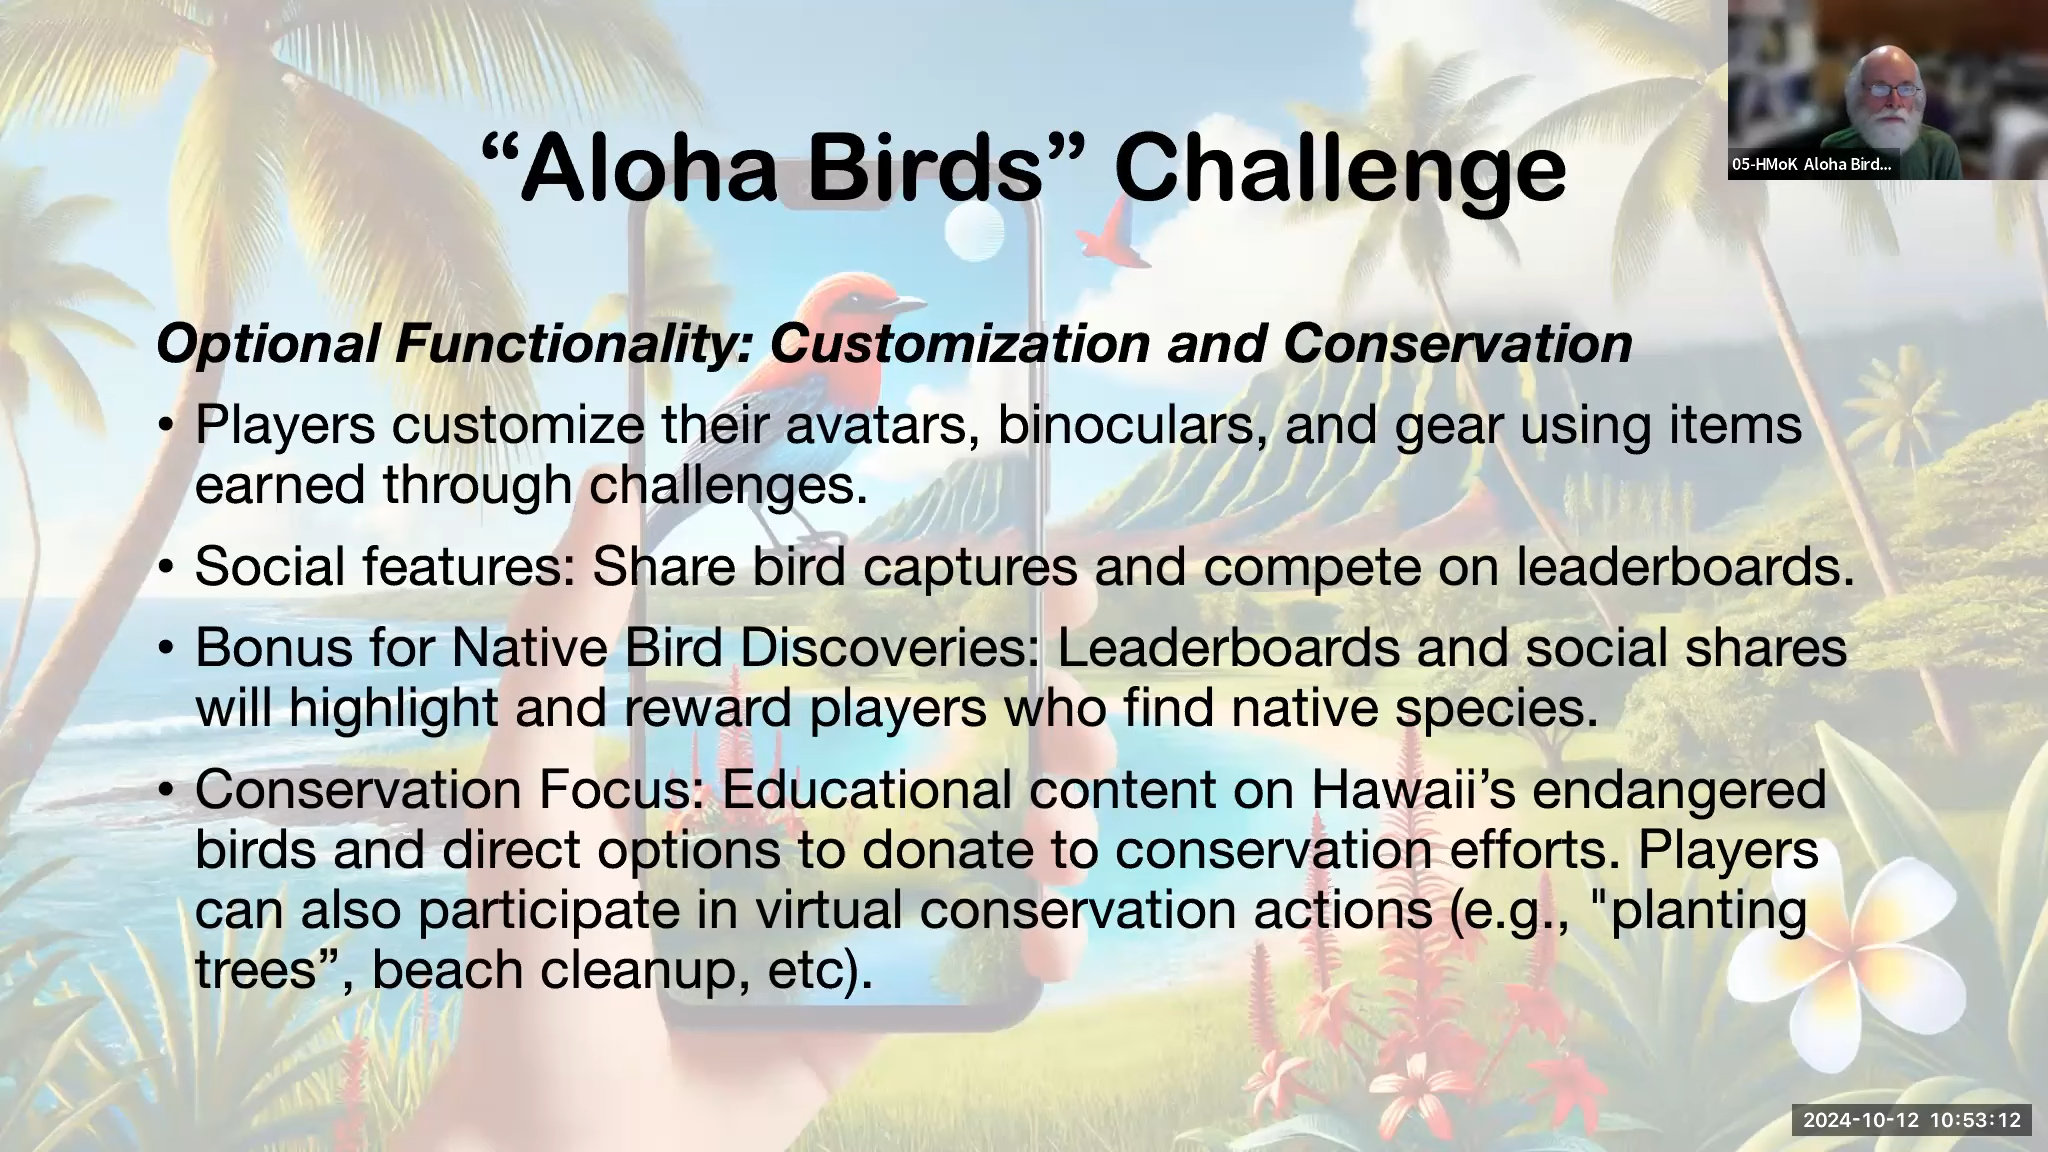 “Aloha Birds” Challenge
05-HMoK Aloha Bird...
Optional Functionality: Customization and Conservation
• Players customize their avatars, binoculars, and gear using items
earned through challenges.
• Social features: Share bird captures and compete on leaderboards.
• Bonus for Native Bird Discoveries: Leaderboards and social shares
will highlight and reward players who find native species.
• Conservation Focus: Educational content on Hawaii’s endangered
birds and direct options to donate to conservation efforts. Players
can also participate in virtual conservation actions (e.g., "planting
trees”, beach cleanup, etc).
2024-10-12 10:53:12